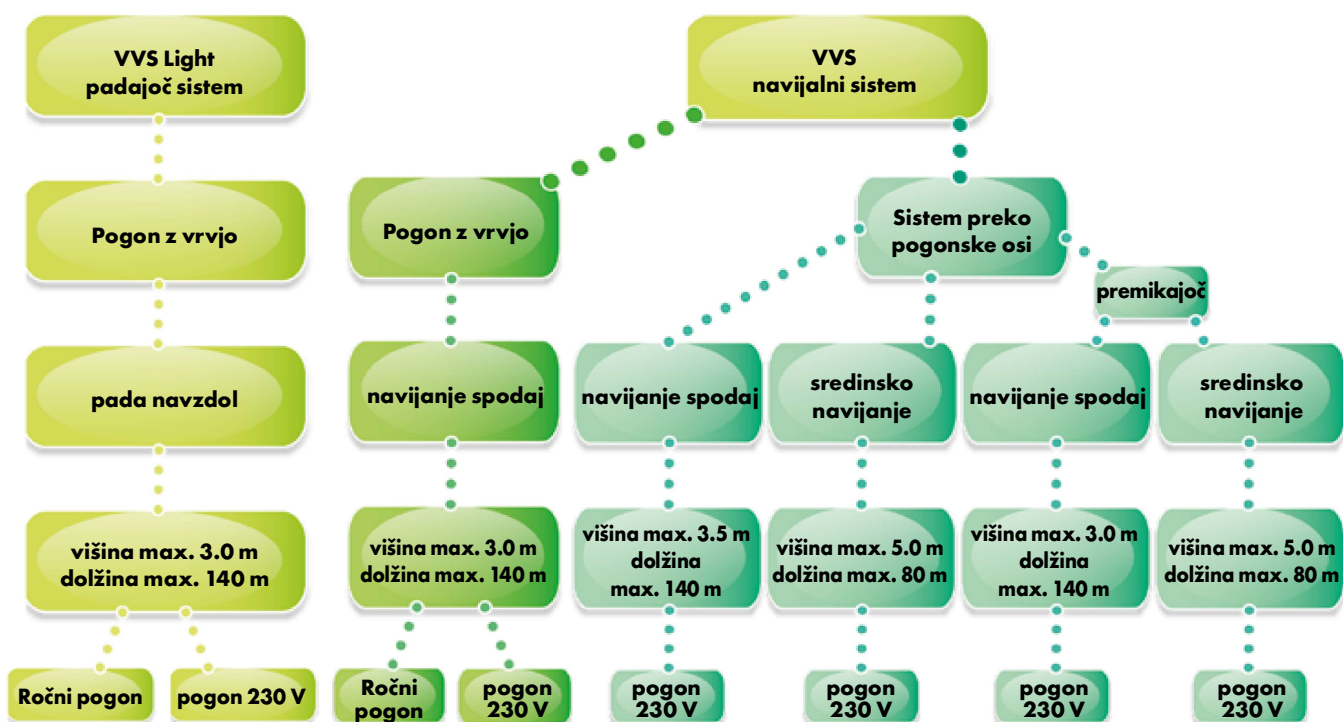 VVS Light
padajoč sistem
VVS
navijalni sistem
Pogon z vrvjo
Pogon z vrvjo
Sistem preko
pogonske osi
premikajoč
pada navzdol
navijanje spodaj
navijanje spodaj
sredinsko
navijanje
navijanje spodaj
sredinsko
navijanje
višina max. 3.0 m
dolžina max. 140 m
višina max. 3.0 m
dolžina max. 140 m
višina max. 3.5 m
dolžina
max. 140 m
višina max. 5.0 m
dolžina max. 80 m
višina max. 3.0 m
dolžina
max. 140 m
višina max. 5.0 m
dolžina max. 80 m
Ročni pogon
pogon 230 V
Ročni
pogon
pogon
230 V
pogon
230 V
pogon
230 V
pogon
230 V
pogon
230 V